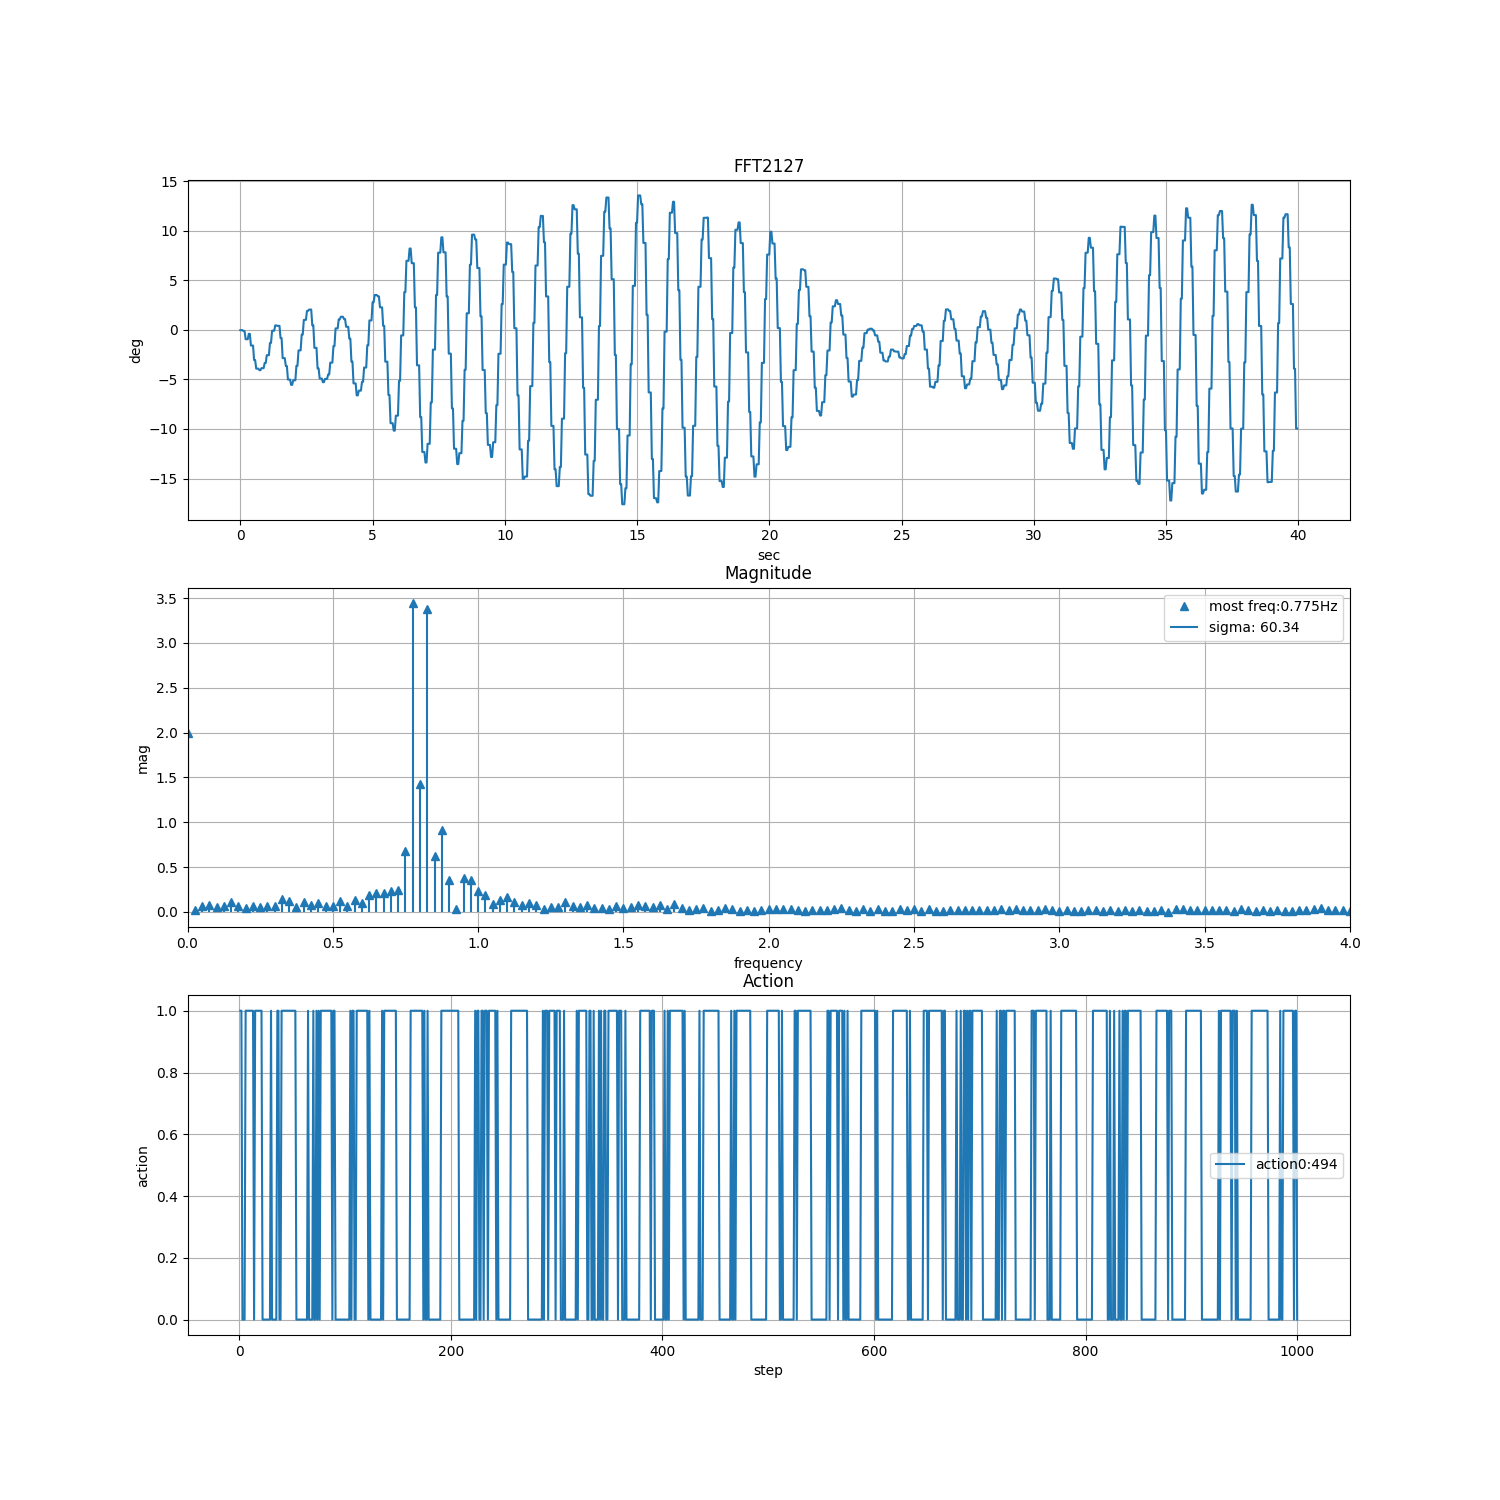 FFT2127
15
10
5
0
−5
−10
−15
deg
0 5 10 15 20 25 30 35 40
sec
Magnitude
3.5
3.0
2.5
2.0
1.5
1.0
0.5
0.0
mag
most freq:0.775Hz
sigma: 60.34
0.0 0.5 1.0 1.5 2.0 2.5 3.0 3.5 4.0
frequency
Action
1.0
0.8
0.6
0.4
0.2
0.0
action
action0:494
0 200 400 600 800 1000
step